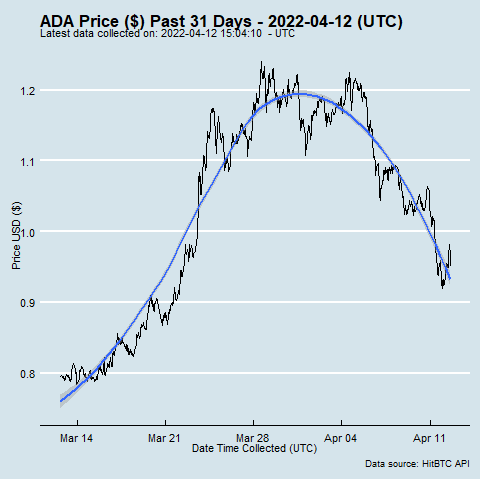 ADA Price ($) Past 31 Days - 2022-04-12 (UTC)
Latest data collected on: 2022-04-12 15:04:10 - UTC
Price USD ($)
1.2
1.1
1.0
0.9
0.8
Mar 14 Mar 21 Mar 28 Apr 04 Apr 11
Date Time Collected (UTC)
Data source: HitBTC API